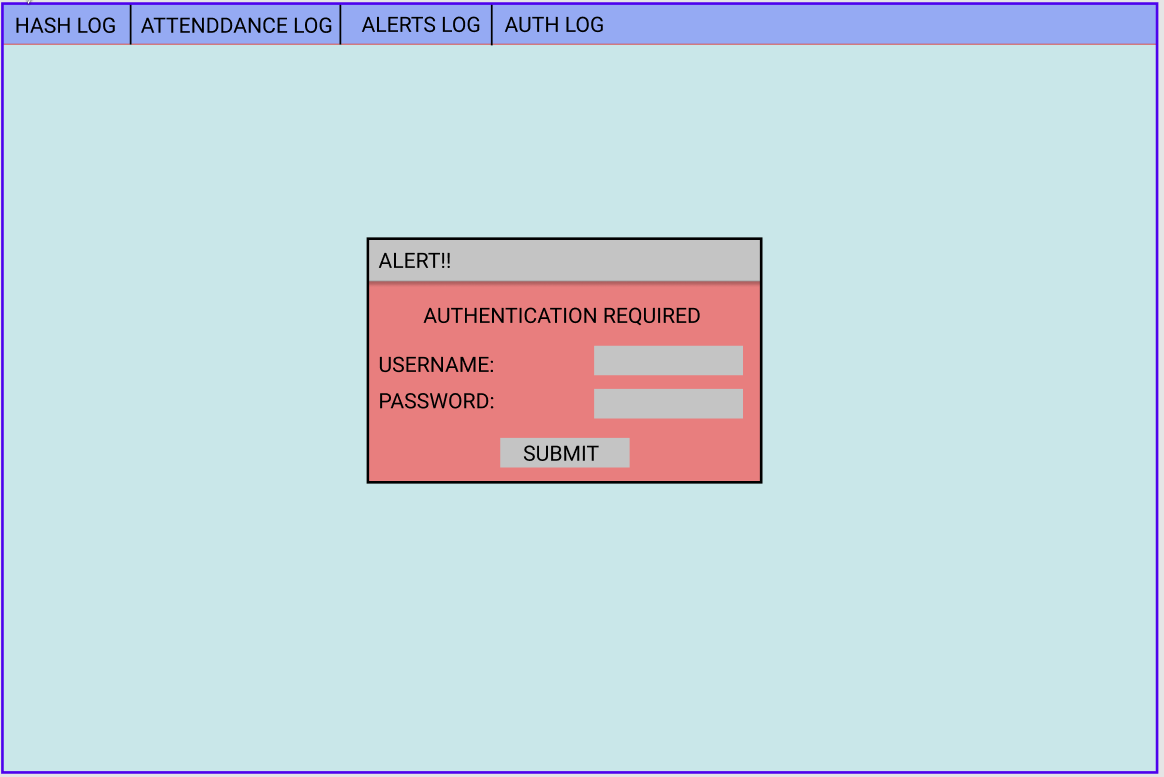 HASH LOG ATTENDDANCE LOG ALERTS LOG AUTH LOG
ALERT!!
AUTHENTICATION REQUIRED
USERNAME:
PASSWORD:
SUBMIT